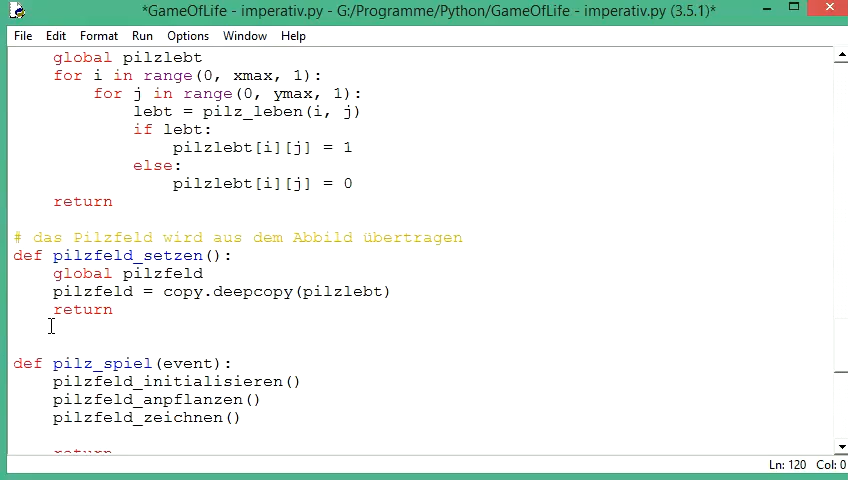 *GameOfLife - imperativ.py - G:/Programme/Python/GameOfLife - imperativ.py (3.5.1)*
File Edit Format Run Options Window Help
global pilzlebt
for i in range(0, xmax, 1):
for j in range(0, ymax, 1):
lebt = pilz_leben(i, j)
if lebt:
pilzlebt[i][j] = 1
else:
pilzlebt[i][j] = 0
return
# das Pilzfeld wird aus dem Abbild übertragen
def pilzfeld_setzen():
global pilzfeld
pilzfeld = copy.deepcopy(pilzlebt)
return
def pilz_spiel(event):
pilzfeld_initialisieren()
pilzfeld_anpflanzen()
pilzfeld_zeichnen()
return
Ln: 120 Col: 0